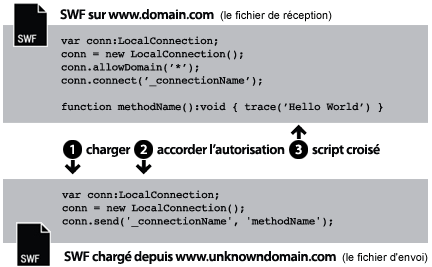 SWF
SWF sur www.domain.com (le fichier de réception)
var conn:LocalConnection;
conn = new LocalConnection();
conn.allowDomain('*');
conn.connect('_connectionName');
function methodName():void { trace('Hello World') }
1 charger 2 accorder l'autorisation 3 script croisé
var conn:LocalConnection;
conn = new LocalConnection();
conn.send('_connectionName', 'methodName');
SWF
SWF chargé depuis www.unknowndomain.com (le fichier d'envoi)